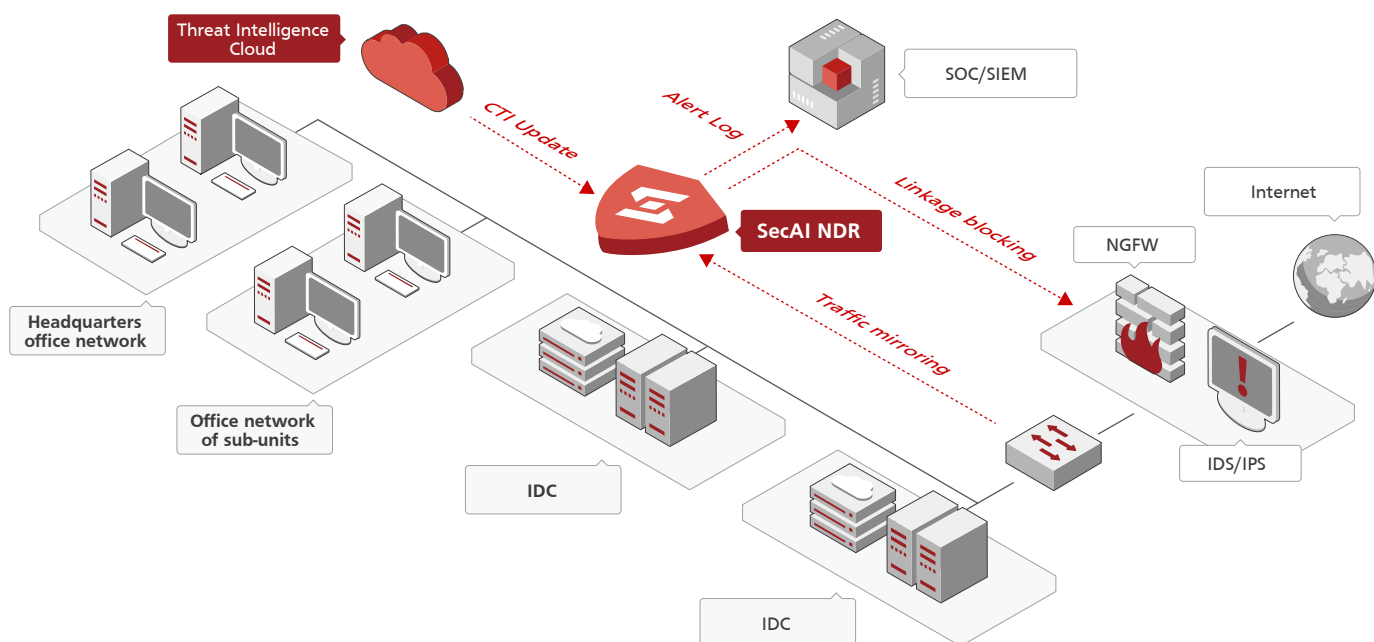 Threat Intelligence
Cloud
SOC/SIEM
Alert Log
CTI Update
Linkage blocking
Internet
SecAI NDR
NGFW
Headquarters
office network
Traffic mirroring
Office network
of sub-units
IDS/IPS
IDC
IDC